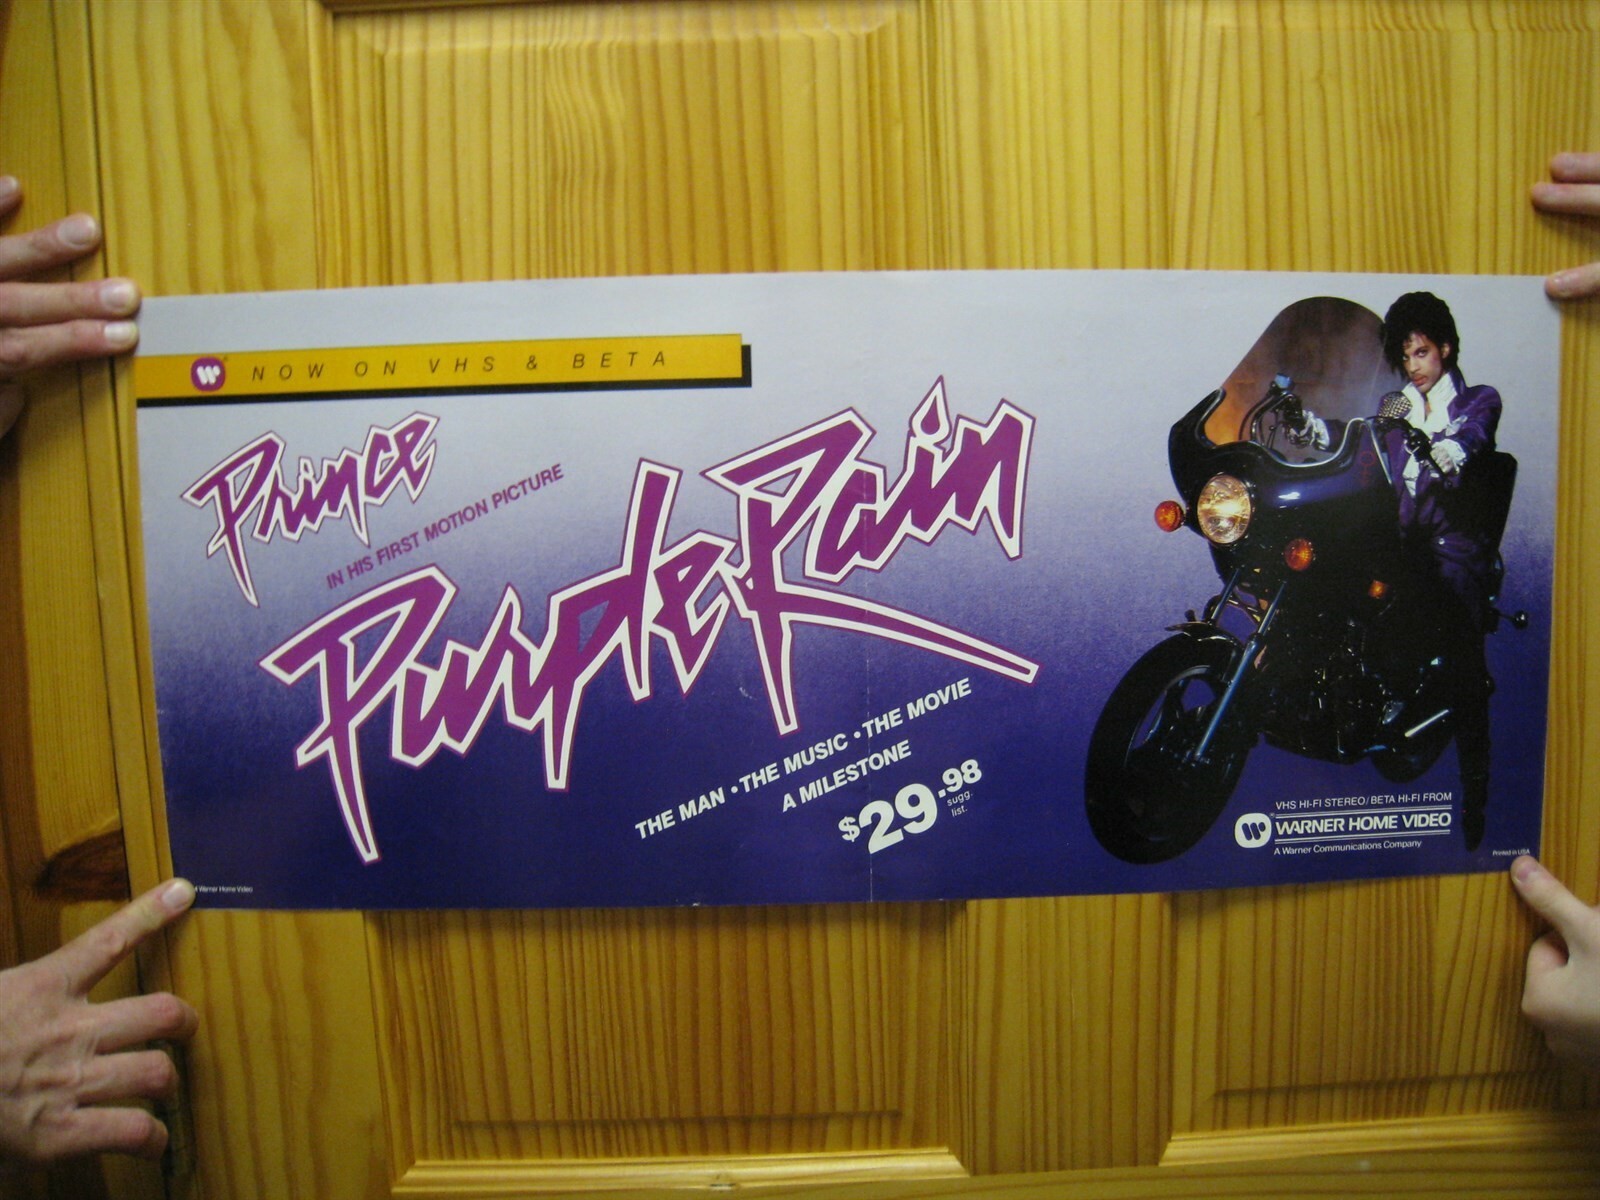 NOW ON VHS & BETA
Prince
IN HIS FIRST MOTION PICTURE
Purple Rain
THE MAN • THE MUSIC • THE MOVIE
A MILESTONE
$29.98
sugg.
list.
VHS HI-FI STEREO/BETA HI-FI FROM
WARNER HOME VIDEO
A Warner Communications Company
Printed in USA
Warner Home Video